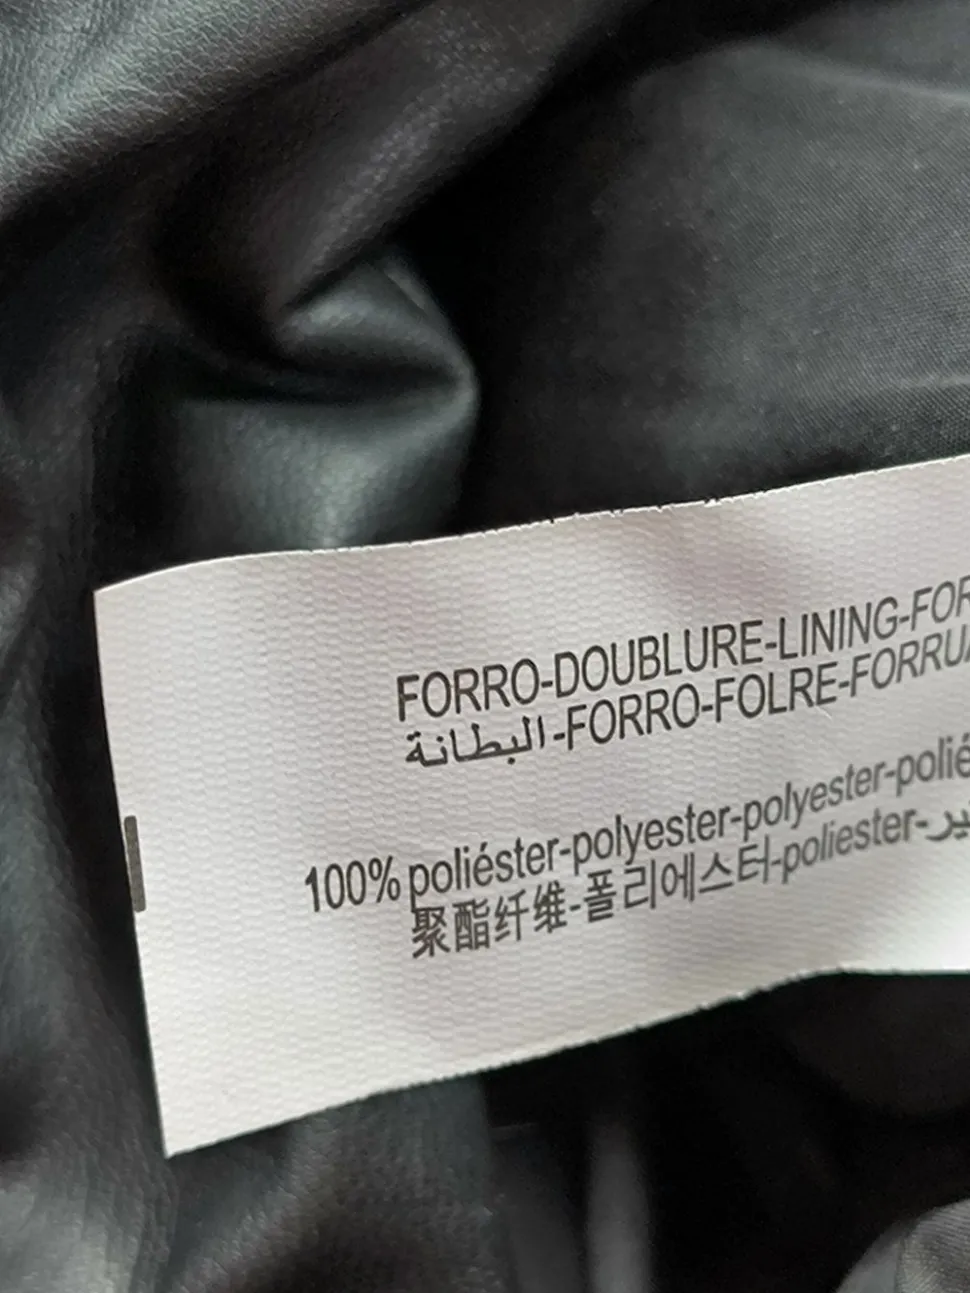 FORRO-DOUBLURE-LINING-FOR
البطانة-FORRO-FOLRE-FORRU
100% poliéster-polyester-polyester-polié
聚酯纤维-폴리에스터-poliester-